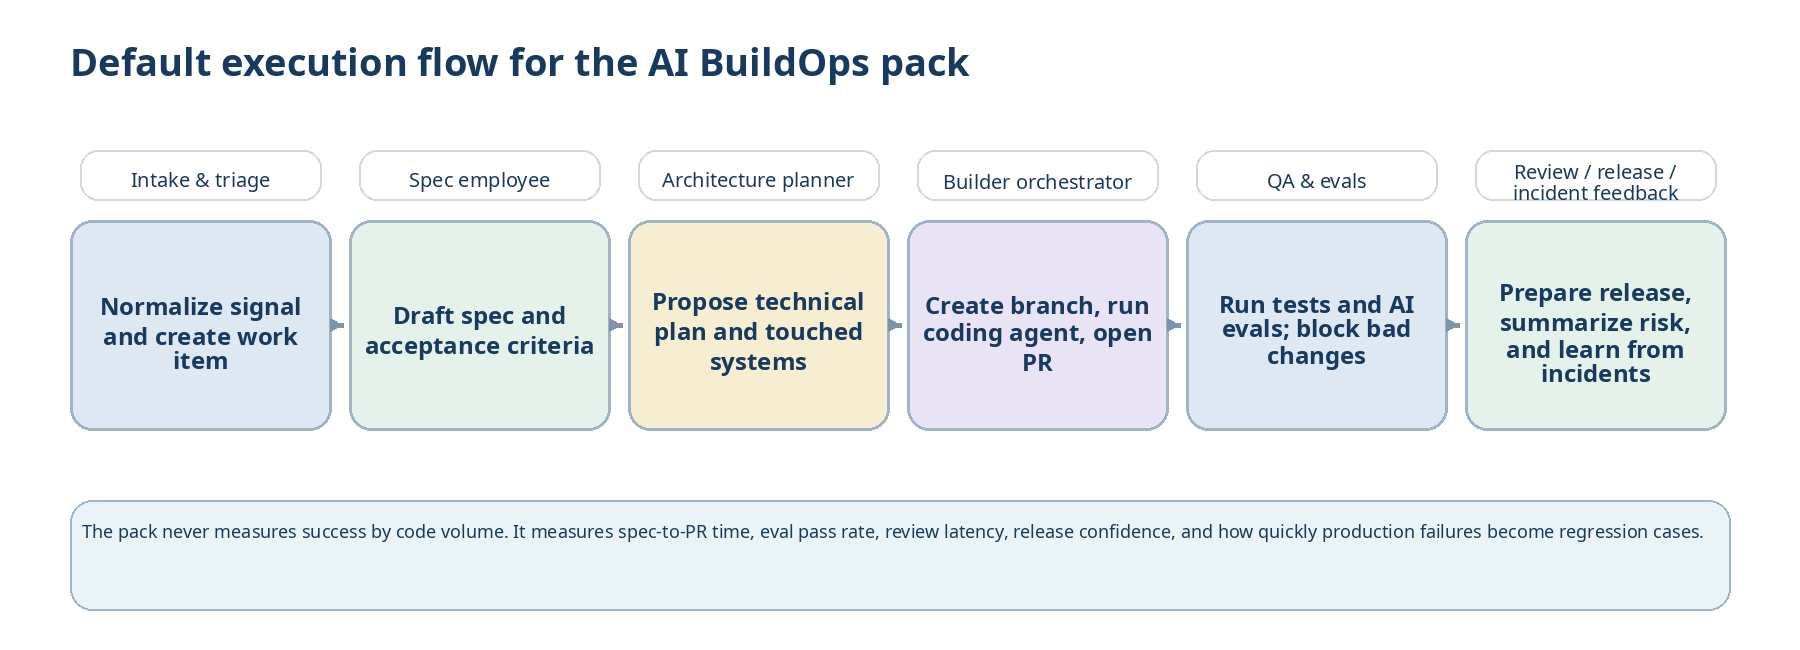 Default execution flow for the AI BuildOps pack
Intake & triage
Spec employee
Architecture planner
Builder orchestrator
QA & evals
Review / release /
incident feedback
Normalize signal
and create work
item
Draft spec and
acceptance criteria
Propose technical
plan and touched
systems
Create branch, run
coding agent, open
PR
Run tests and AI
evals; block bad
changes
Prepare release,
summarize risk,
and learn from
incidents
The pack never measures success by code volume. It measures spec-to-PR time, eval pass rate, review latency, release confidence, and how quickly production failures become regression cases.